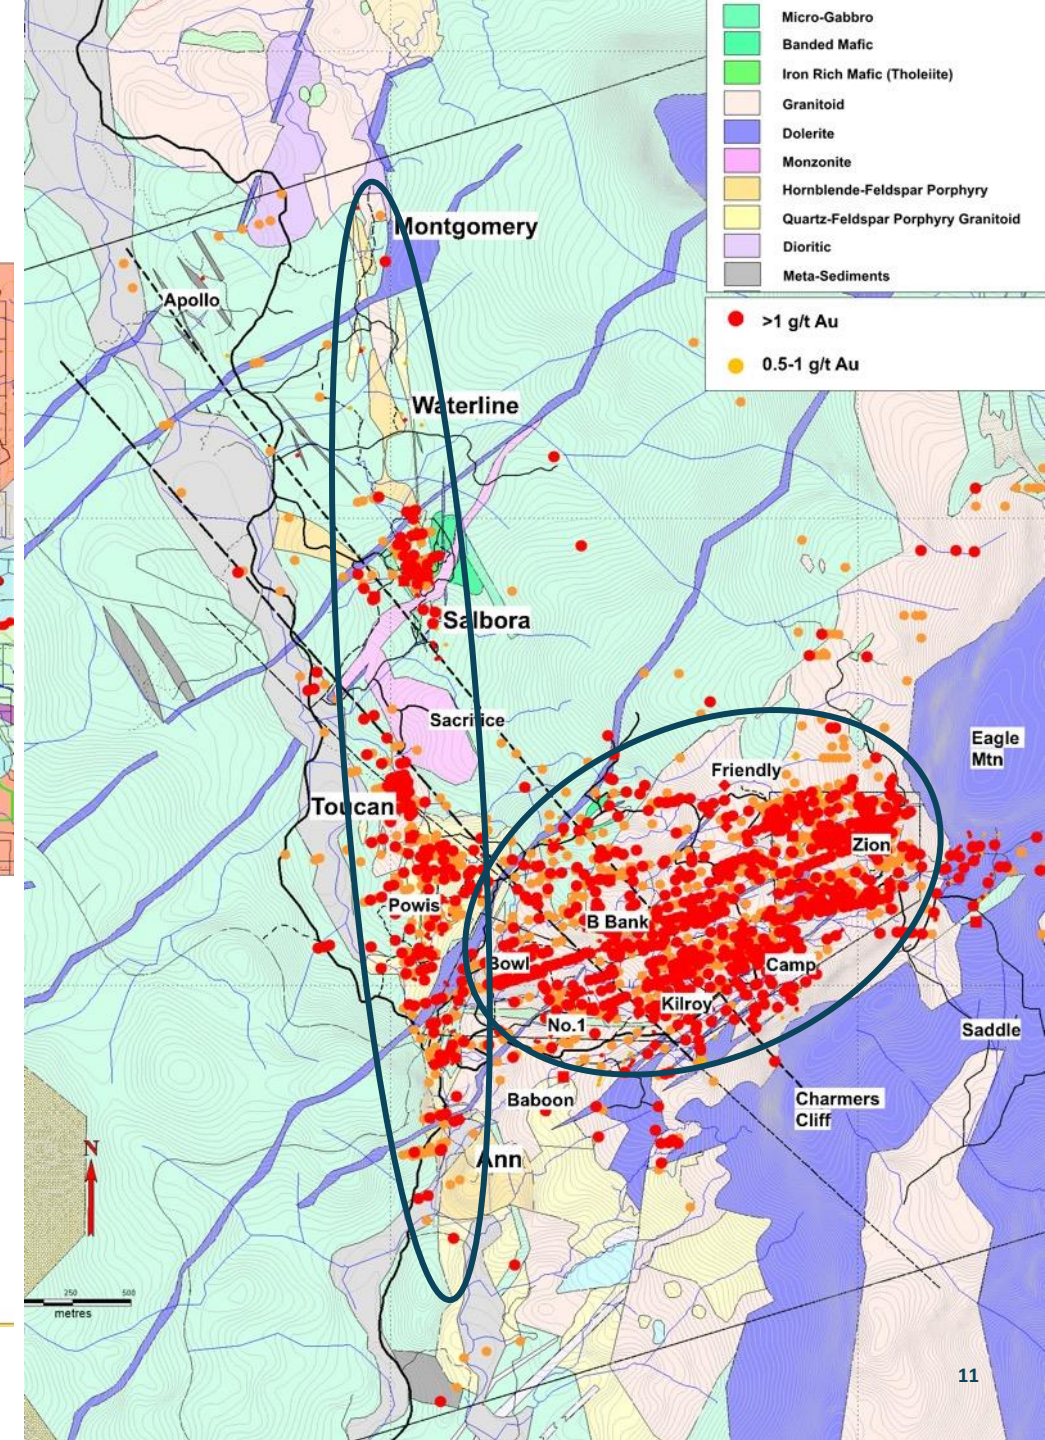 Micro-Gabbro
Banded Mafic
Iron Rich Mafic (Tholeiite)
Granitoid
Dolerite
Monzonite
Hornblende-Feldspar Porphyry
Quartz-Feldspar Porphyry Granitoid
Dioritic
Meta-Sediments
>1 g/t Au
0.5-1 g/t Au
Montgomery
Apollo
Waterline
Salbora
Sacrifice
Eagle
Mtn
Friendly
Toucan
Zion
Powis
B Bank
Bowl
Camp
Kilroy
No.1
Saddle
Baboon
Charmers
Cliff
N
Ann
250
500
metres
11